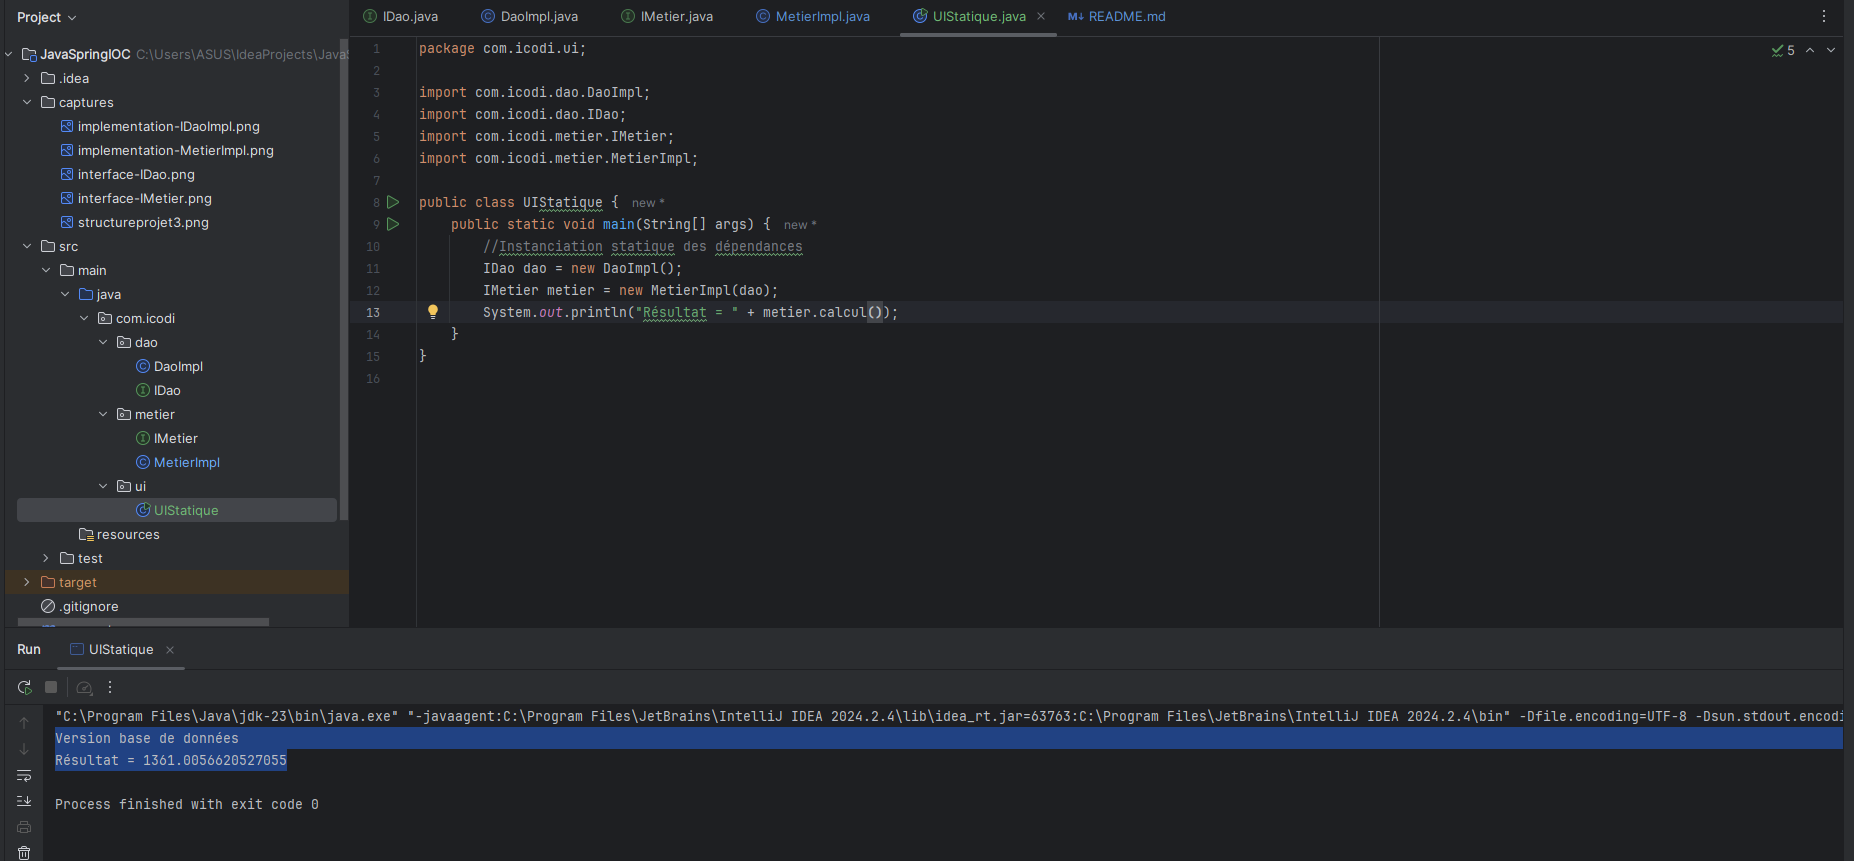 Project
IDao.java
DaoImpl.java
IMetier.java
MetierImpl.java
UIStatique.java
M↓ README.md
JavaSpringIOC C:\Users\ASUS\IdeaProjects\JavaS
.idea
captures
implementation-IDaoImpl.png
implementation-MetierImpl.png
interface-IDao.png
interface-IMetier.png
structureprojet3.png
src
main
java
com.icodi
dao
DaoImpl
IDao
metier
IMetier
MetierImpl
ui
UIStatique
resources
test
target
.gitignore
5
1 package com.icodi.ui;
2
3 import com.icodi.dao.DaoImpl;
4 import com.icodi.dao.IDao;
5 import com.icodi.metier.IMetier;
6 import com.icodi.metier.MetierImpl;
7
8 public class UIStatique { new *
9 public static void main(String[] args) { new *
10 //Instanciation statique des dépendances
11 IDao dao = new DaoImpl();
12 IMetier metier = new MetierImpl(dao);
13 System.out.println("Résultat = " + metier.calcul());
14 }
15 }
16
Run
UIStatique
"C:\Program Files\Java\jdk-23\bin\java.exe" "-javaagent:C:\Program Files\JetBrains\IntelliJ IDEA 2024.2.4\lib\idea_rt.jar=63763:C:\Program Files\JetBrains\IntelliJ IDEA 2024.2.4\bin" -Dfile.encoding=UTF-8 -Dsun.stdout.encodi
Version base de données
Résultat = 1361.0056620527055
Process finished with exit code 0